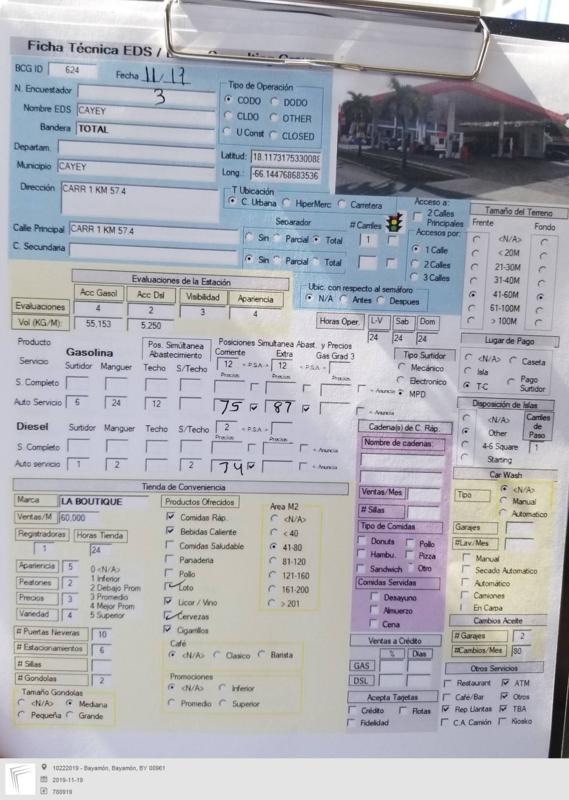 Ficha Técnica EDS /
BCG ID 624 Fecha 11/17
N. Encuestador 3
Nombre EDS CAYEY
Bandera TOTAL
Departam.
Municipio CAYEY
Dirección CARR 1 KM 57.4
Calle Principal CARR 1 KM 57.4
C. Secundaria
Tipo de Operación
CODO DODO
CLDO OTHER
U Const CLOSED
Latitud: 18.1173175330088
Long.: -66.144768683536
T Ubicación
C. Urbana HiperMerc Carretera
Separador # Carriles
Sin Parcial Total 1
Sin Parcial Total
Acceso a:
2 Calles Principales
Accesos por:
1 Calle
2 Calles
3 Calles
Ubic. con respecto al semáforo
N/A Antes Despues
Tamaño del Terreno
Frente Fondo
<N/A>
< 20M
21-30M
31-40M
41-60M
61-100M
> 100M
Evaluaciones de la Estación
Acc Gasol Acc Dsl Visibilidad Apariencia
Evaluaciones 4 2 3 4
Vol (KG/M): 55,153 5.250
Horas Oper. L-V Sab Dom
24 24 24
Lugar de Pago
<N/A> Caseta
Isla
T-C Pago Surtidor
Producto
Servicio
Gasolina
Surtidor Manguer
Pos. Simútanea Abastecimiento
Techo S/Techo
Posiciones Simultanea Abast. y Precios
Corriente Extra Gas Grad 3
12 < P.S.A.-> 12 < P.S.A.->
Precios Precios Precios
S. Completo <- Anuncia
Auto Servicio 6 24 12 75 87 <- Anuncia
Tipo Surtidor
Mecánico
Electronico
MPD
Disposición de Islas
<N/A>
Other
4-6 Square
Starting
Carriles de Paso
1
Diesel
Surtidor Manguer Techo S/Techo
2 < P.S.A.->
Precios Precios
S. Completo <- Anuncia
Auto servicio 1 2 2 74 <- Anuncia
Cadena(s) de C. Ráp.
Nombre de cadenas:
Ventas/Mes
# Sillas
Tipo de Comidas
Donuts Pollo
Hambu. Pizza
Sandwich Otro
Comidas Servidas
Desayuno
Almuerzo
Cena
Car Wash
Tipo <N/A>
Manual
Automatico
Garajes
#Lav./Mes
Manual
Secado Automatico
Automático
Camiones
En Carpa
Tienda de Conveniencia
Marca LA BOUTIQUE
Ventas/M 60,000
Registradoras Horas Tienda
1 24
Apariencia 5
Peatones 2
Precios 3
Variedad 4
0 <N/A>
1 Inferior
2 Debajo Prom
3 Promedio
4 Mejor Prom
5 Superior
# Puertas Neveras 10
# Estacionamientos 6
# Sillas
# Gondolas 2
Tamaño Gondolas
<N/A> Mediana
Pequeña Grande
Productos Ofrecidos
Comidas Ráp.
Bebidas Caliente
Comidas Saludable
Panaderia
Pollo
Loto
Licor / Vino
Cervezas
Cigarillos
Area M2
<N/A>
< 40
41-80
81-120
121-160
161-200
> 201
Café
<N/A> Clasico Barista
Promociones
<N/A> Inferior
Promedio Superior
Ventas a Crédito
% Dias
GAS
DSL
Acepta Tarjetas
Crédito Flotas
Fidelidad
Cambios Aceite
# Garajes 2
#Cambios/Mes 80
Otros Servicios
Restaurant ATM
Café/Bar Otros
Rep Llantas TBA
C.A. Camión Kiosko
10222019 - Bayamón, Bayamón, BY 00961
2019-11-19
760919